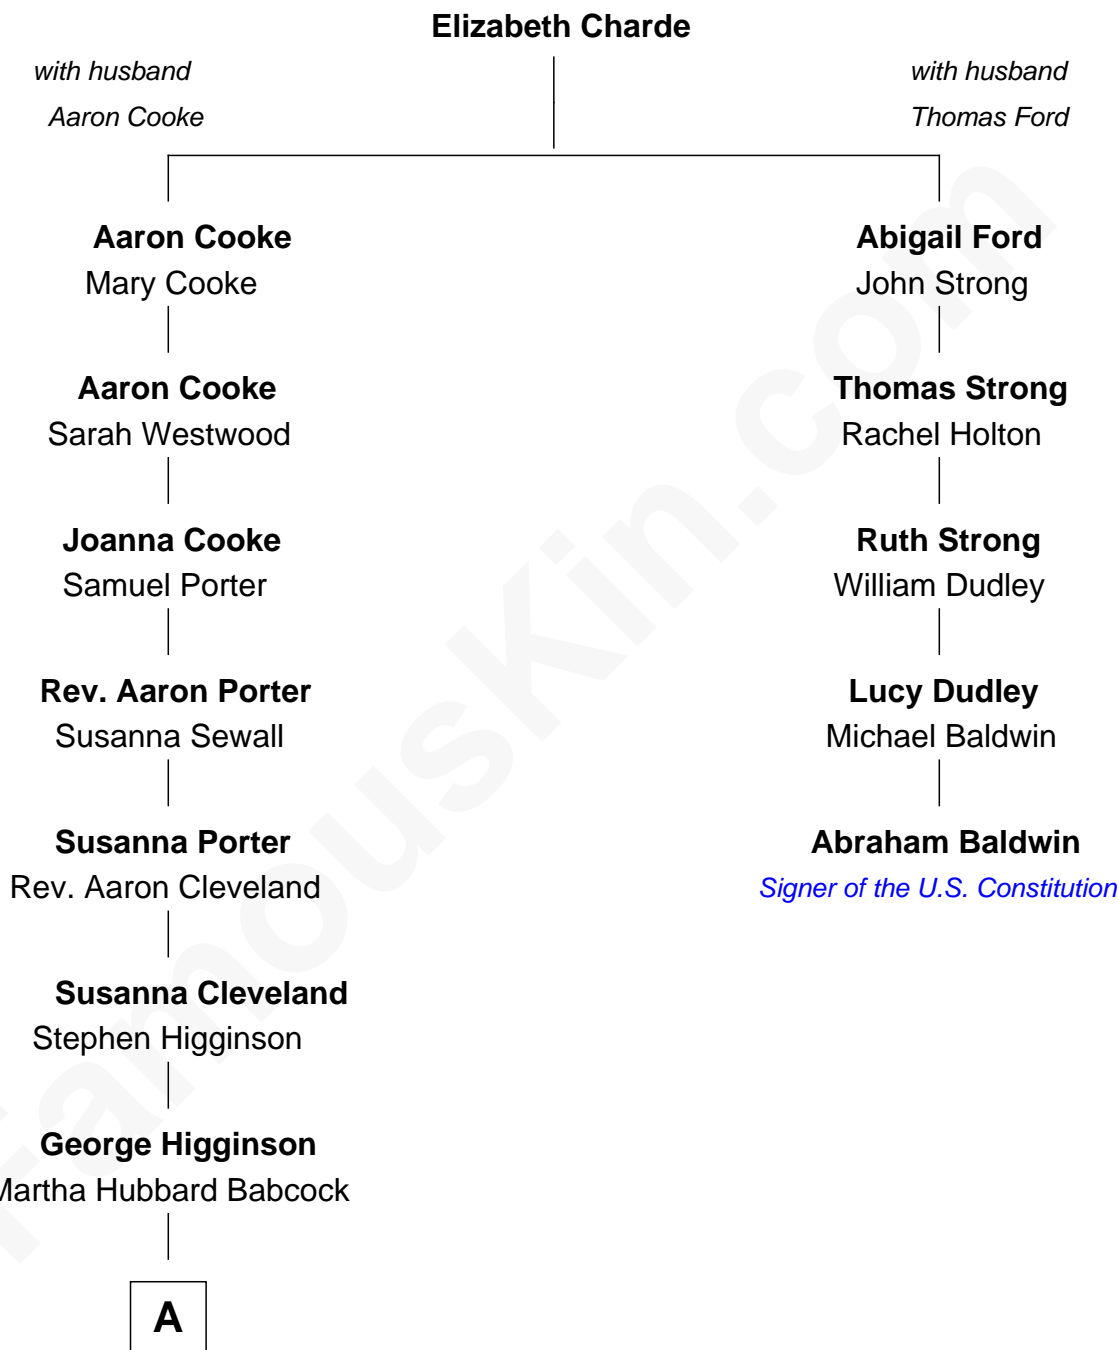 Elizabeth Charde
with husband
Aaron Cooke
with husband
Thomas Ford
Aaron Cooke
Mary Cooke
Abigail Ford
John Strong
Aaron Cooke
Sarah Westwood
Thomas Strong
Rachel Holton
Joanna Cooke
Samuel Porter
Ruth Strong
William Dudley
Rev. Aaron Porter
Susanna Sewall
Lucy Dudley
Michael Baldwin
Susanna Porter
Rev. Aaron Cleveland
Abraham Baldwin
Signer of the U.S. Constitution
Susanna Cleveland
Stephen Higginson
George Higginson
Martha Hubbard Babcock
A
FamousKin.com